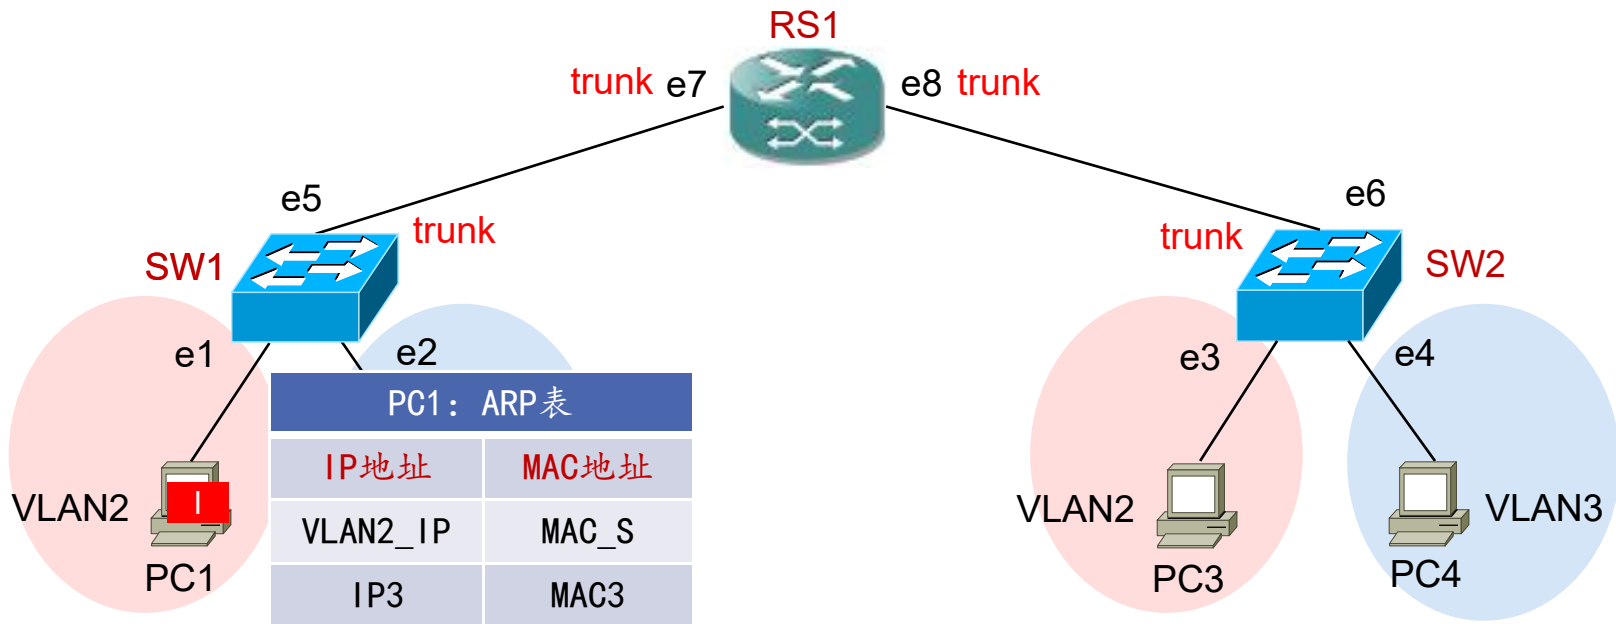 RS1
trunk e7
e8 trunk
e5
trunk
SW1
e6
trunk
SW2
e1
e2
e3
e4
PC1: ARP表
IP地址 MAC地址
VLAN2_IP MAC_S
IP3 MAC3
VLAN2
I
PC1
VLAN2
PC3
VLAN3
PC4